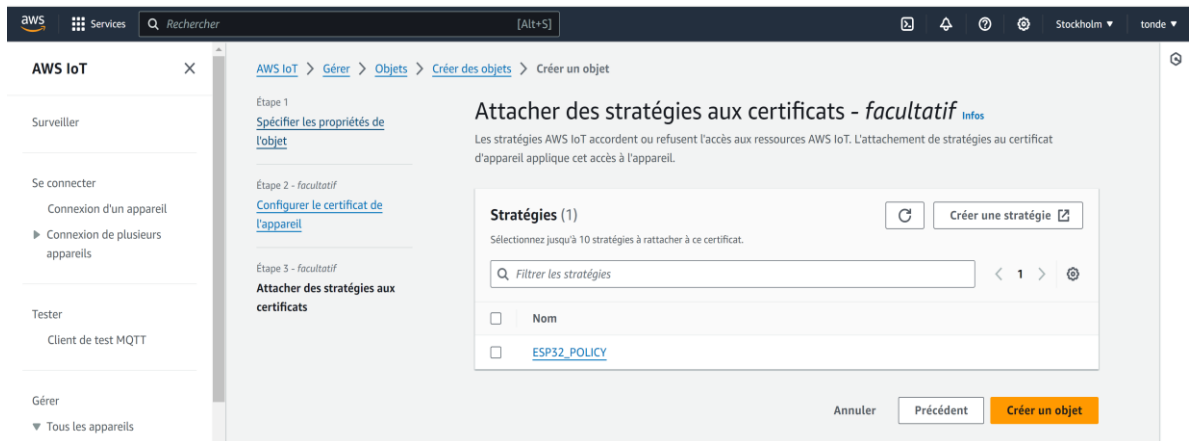 aws Services Rechercher [Alt+S] Stockholm ▼ tonde ▼
AWS IoT
Surveiller
Se connecter
Connexion d'un appareil
Connexion de plusieurs
appareils
Tester
Client de test MQTT
Gérer
Tous les appareils
AWS IoT > Gérer > Objets > Créer des objets > Créer un objet
Étape 1
Spécifier les propriétés de
l'objet
Étape 2 - facultatif
Configurer le certificat de
l'appareil
Étape 3 - facultatif
Attacher des stratégies aux
certificats
Attacher des stratégies aux certificats - facultatif Infos
Les stratégies AWS IoT accordent ou refusent l'accès aux ressources AWS IoT. L'attachement de stratégies au certificat
d'appareil applique cet accès à l'appareil.
Stratégies (1)
Créer une stratégie
Sélectionnez jusqu'à 10 stratégies à rattacher à ce certificat.
Filtrer les stratégies
< 1 >
Nom
ESP32_POLICY
Annuler Précédent Créer un objet